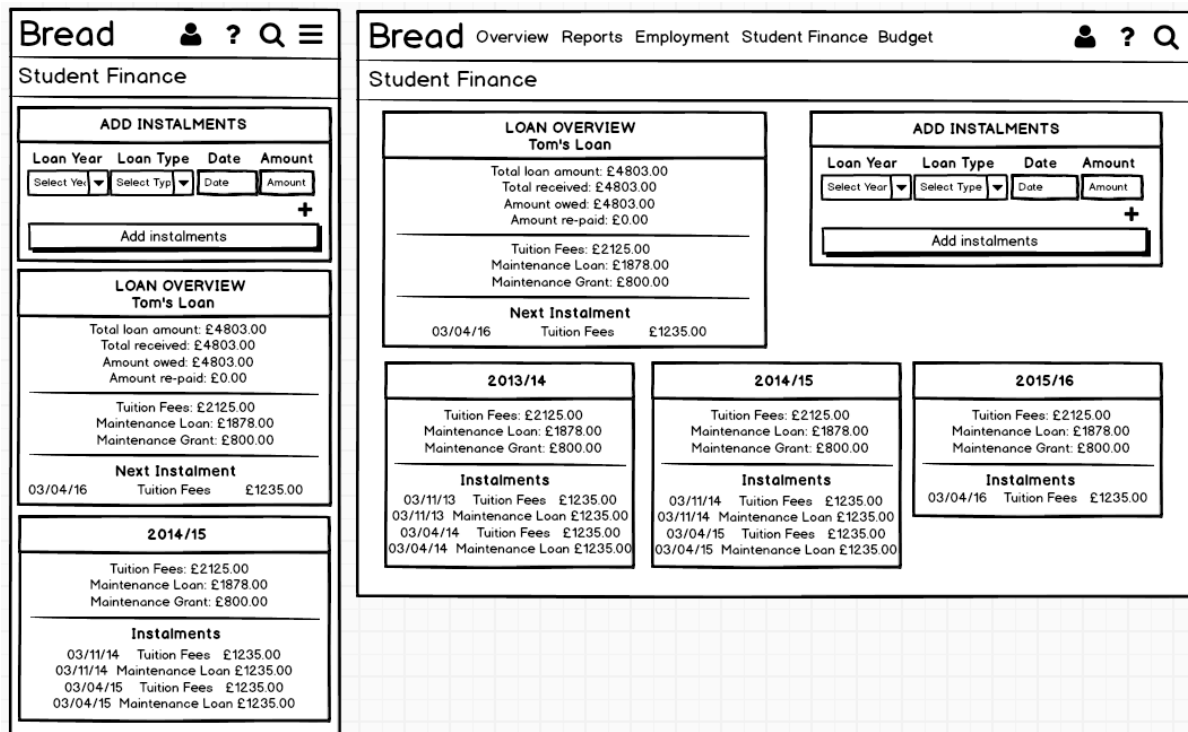 Bread ?
Student Finance
ADD INSTALMENTS
Loan Year Loan Type Date Amount
Select Yea Select Typ Date Amount
+
Add instalments
LOAN OVERVIEW
Tom's Loan
Total loan amount: £4803.00
Total received: £4803.00
Amount owed: £4803.00
Amount re-paid: £0.00
Tuition Fees: £2125.00
Maintenance Loan: £1878.00
Maintenance Grant: £800.00
Next Instalment
03/04/16 Tuition Fees £1235.00
2014/15
Tuition Fees: £2125.00
Maintenance Loan: £1878.00
Maintenance Grant: £800.00
Instalments
03/11/14 Tuition Fees £1235.00
03/11/14 Maintenance Loan £1235.00
03/04/15 Tuition Fees £1235.00
03/04/15 Maintenance Loan £1235.00
Bread Overview Reports Employment Student Finance Budget ?
Student Finance
LOAN OVERVIEW
Tom's Loan
Total loan amount: £4803.00
Total received: £4803.00
Amount owed: £4803.00
Amount re-paid: £0.00
Tuition Fees: £2125.00
Maintenance Loan: £1878.00
Maintenance Grant: £800.00
Next Instalment
03/04/16 Tuition Fees £1235.00
ADD INSTALMENTS
Loan Year Loan Type Date Amount
Select Year Select Type Date Amount
+
Add instalments
2013/14
Tuition Fees: £2125.00
Maintenance Loan: £1878.00
Maintenance Grant: £800.00
Instalments
03/11/13 Tuition Fees £1235.00
03/11/13 Maintenance Loan £1235.00
03/04/14 Tuition Fees £1235.00
03/04/14 Maintenance Loan £1235.00
2014/15
Tuition Fees: £2125.00
Maintenance Loan: £1878.00
Maintenance Grant: £800.00
Instalments
03/11/14 Tuition Fees £1235.00
03/11/14 Maintenance Loan £1235.00
03/04/15 Tuition Fees £1235.00
03/04/15 Maintenance Loan £1235.00
2015/16
Tuition Fees: £2125.00
Maintenance Loan: £1878.00
Maintenance Grant: £800.00
Instalments
03/04/16 Tuition Fees £1235.00